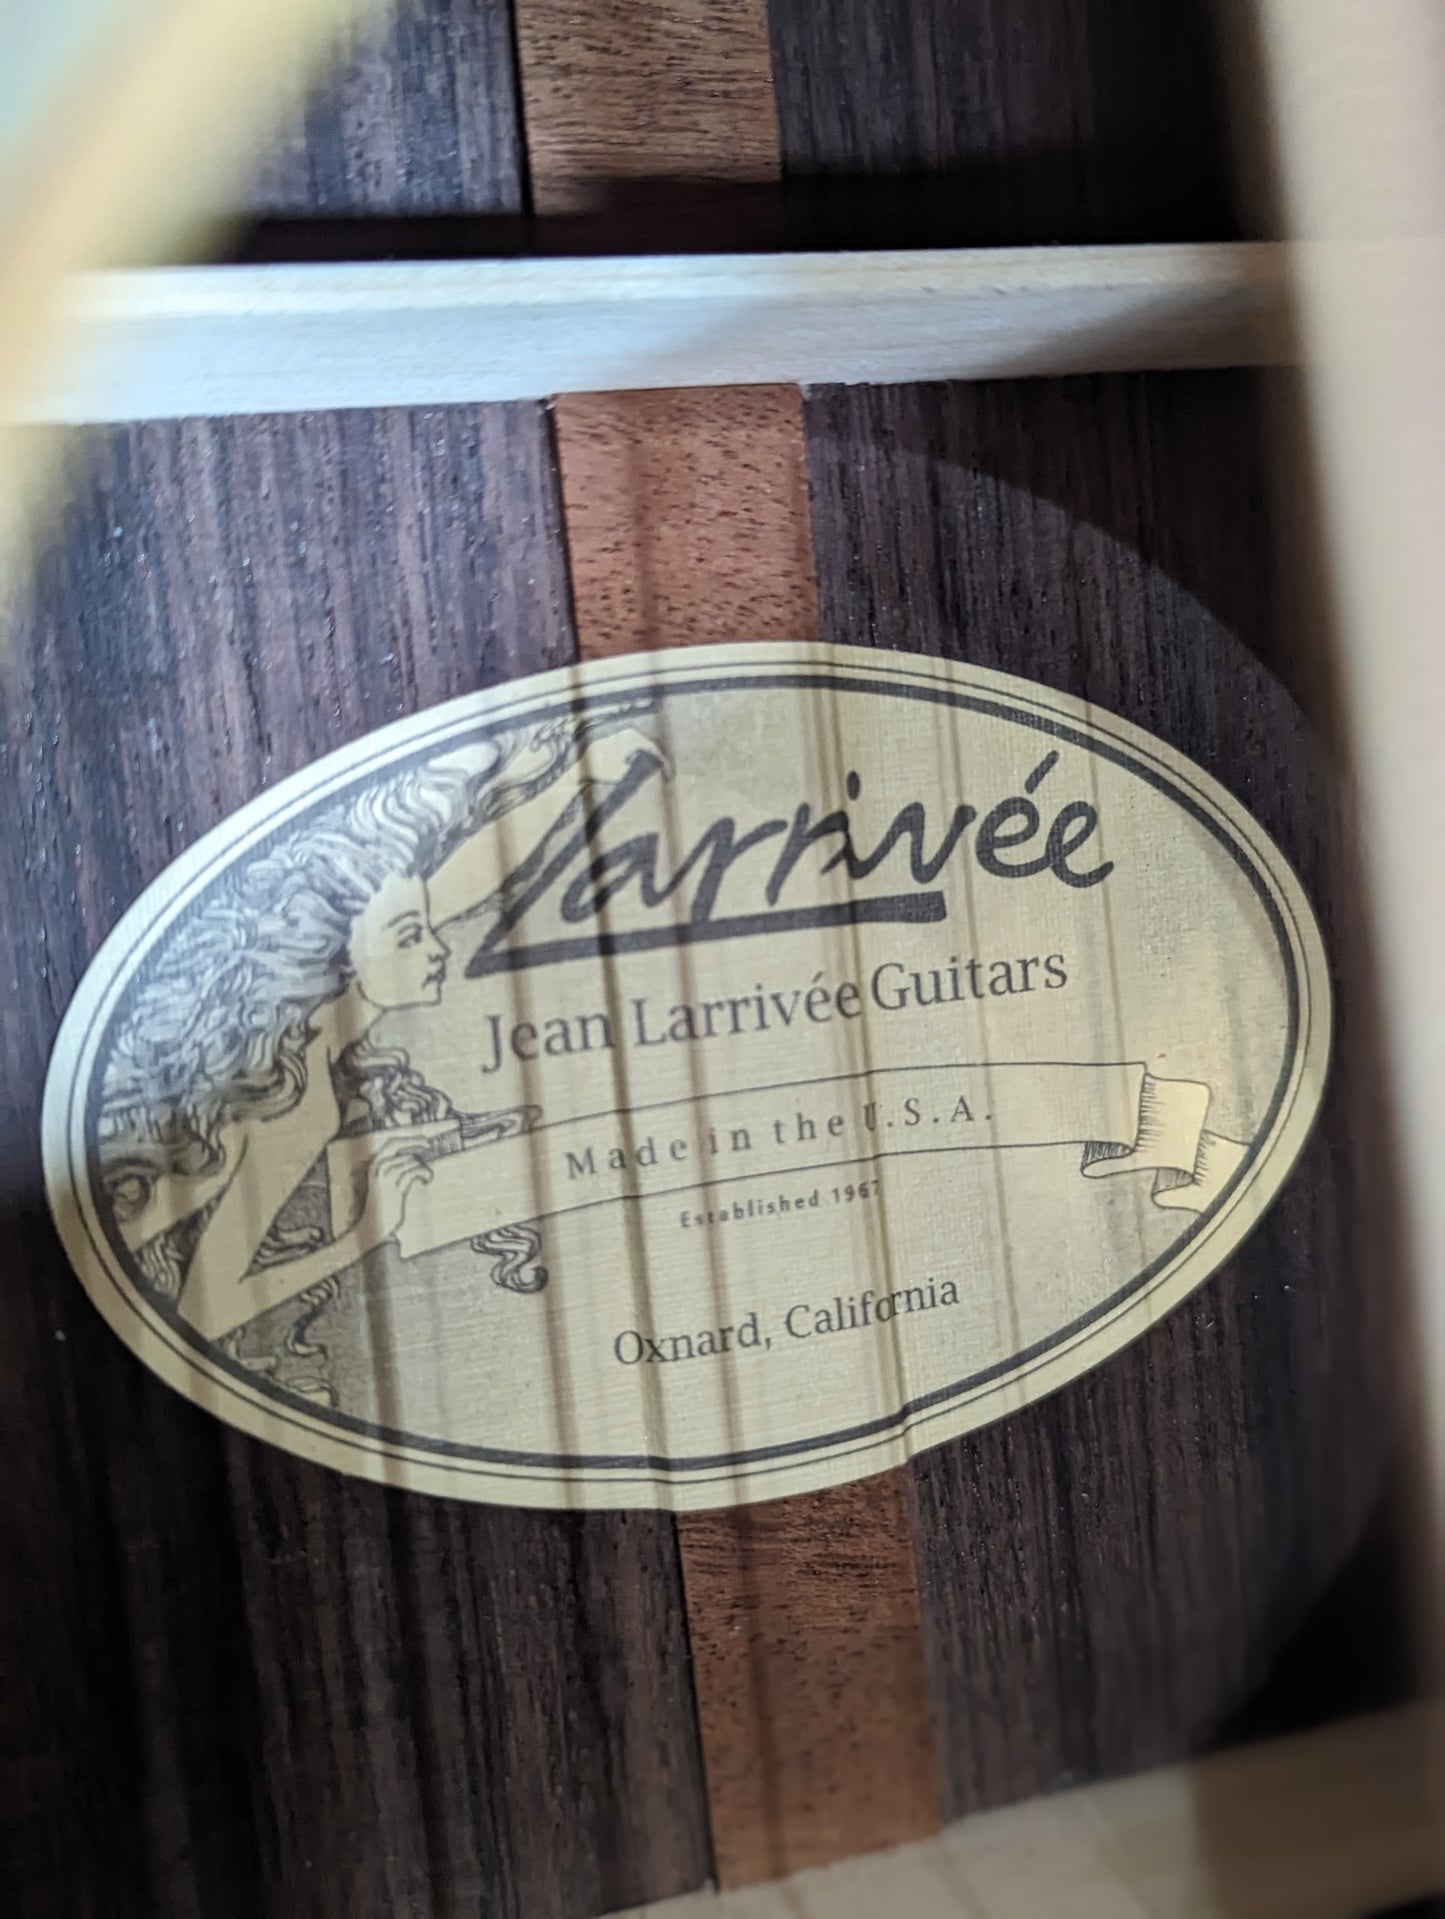 Larrivée
Jean Larrivée Guitars
Made in the U.S.A.
Established 1967
Oxnard, California